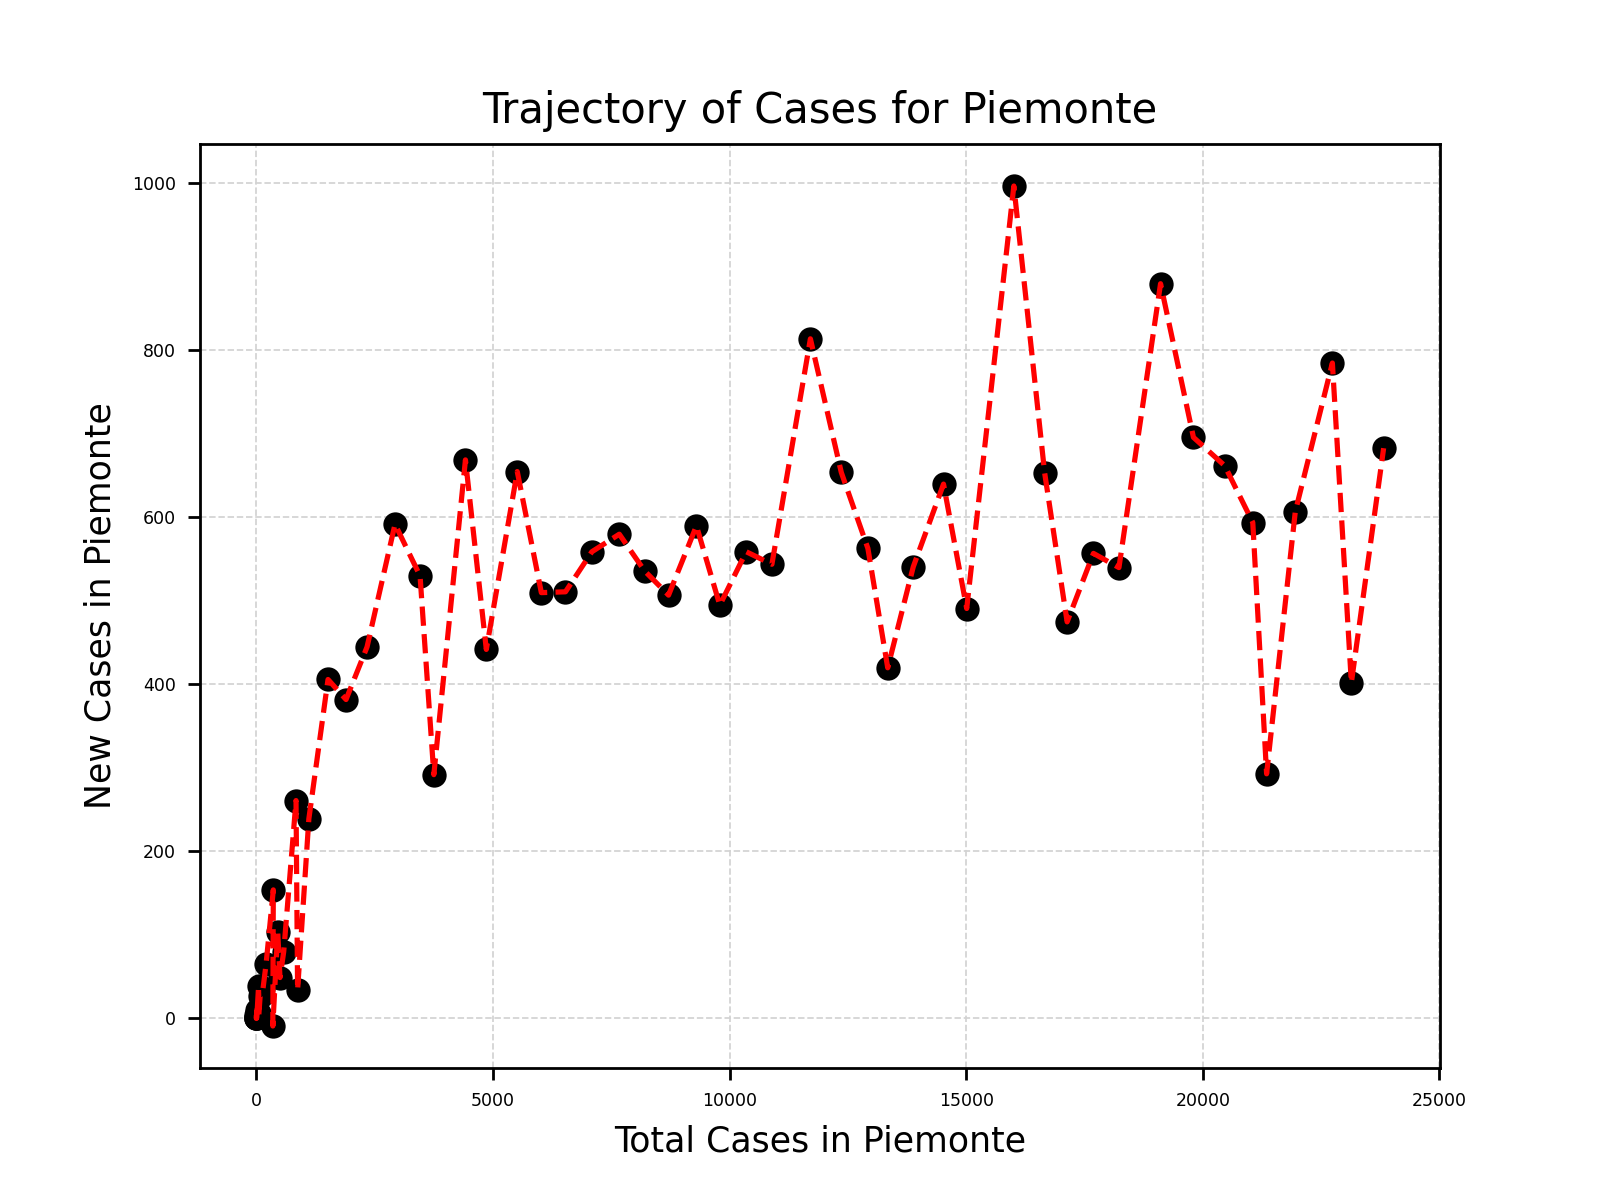 Trajectory of Cases for Piemonte
New Cases in Piemonte
1000
800
600
400
200
0
0 5000 10000 15000 20000 25000
Total Cases in Piemonte